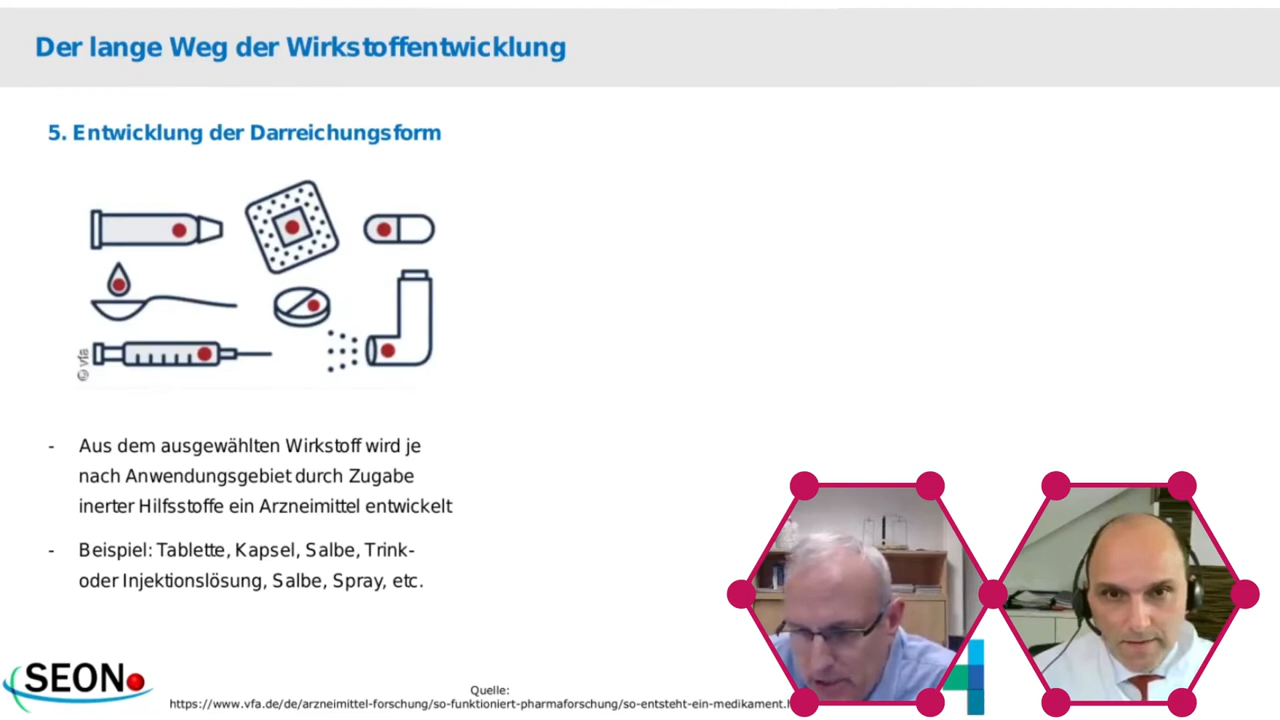 Der lange Weg der Wirkstoffentwicklung
5. Entwicklung der Darreichungsform
© vfa
- Aus dem ausgewählten Wirkstoff wird je
nach Anwendungsgebiet durch Zugabe
inerter Hilfsstoffe ein Arzneimittel entwickelt
- Beispiel: Tablette, Kapsel, Salbe, Trink-
oder Injektionslösung, Salbe, Spray, etc.
SEON
Quelle:
https://www.vfa.de/de/arzneimittel-forschung/so-funktioniert-pharmaforschung/so-entsteht-ein-medikament.h